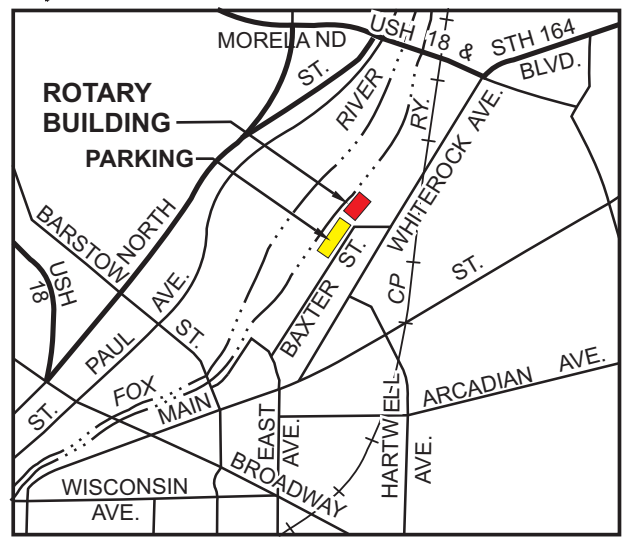 USH 18 &
STH 164
MORELAND
BLVD.
ST.
RIVER
RY.
ROTARY
BUILDING
PARKING
WHITEROCK AVE.
BARSTOW
NORTH
USH
18
BAXTER ST.
CP
ST.
PAUL
AVE.
ST.
ST.
FOX
MAIN
ARCADIAN AVE.
EAST
AVE.
HARTWELL
AVE.
BROADWAY
WISCONSIN
AVE.